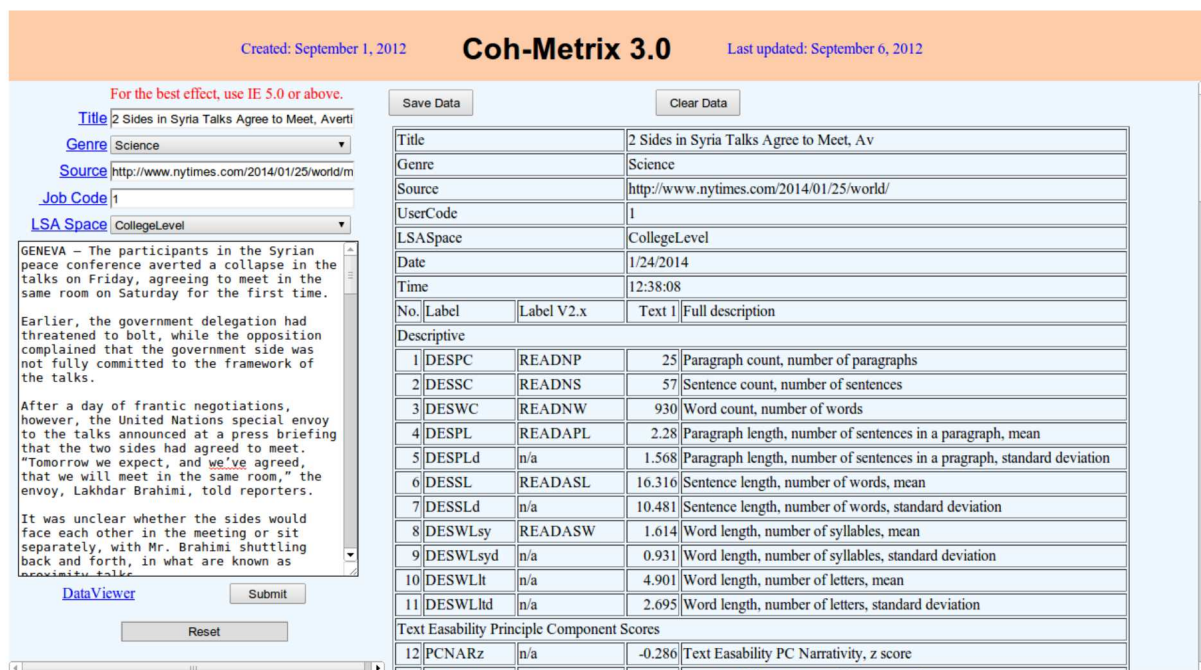 Created: September 1, 2012 Coh-Metrix 3.0 Last updated: September 6, 2012
For the best effect, use IE 5.0 or above.
Title 2 Sides in Syria Talks Agree to Meet, Averti
Genre Science
Source http://www.nytimes.com/2014/01/25/world/m
Job Code 1
LSA Space CollegeLevel
GENEVA — The participants in the Syrian
peace conference averted a collapse in the
talks on Friday, agreeing to meet in the
same room on Saturday for the first time.
Earlier, the government delegation had
threatened to bolt, while the opposition
complained that the government side was
not fully committed to the framework of
the talks.
After a day of frantic negotiations,
however, the United Nations special envoy
to the talks announced at a press briefing
that the two sides had agreed to meet.
“Tomorrow we expect, and we’ve agreed,
that we will meet in the same room,” the
envoy, Lakhdar Brahimi, told reporters.
It was unclear whether the sides would
face each other in the meeting or sit
separately, with Mr. Brahimi shuttling
back and forth, in what are known as
proximity talks
DataViewer Submit
Reset
Save Data Clear Data
Title 2 Sides in Syria Talks Agree to Meet, Av
Genre Science
Source http://www.nytimes.com/2014/01/25/world/
UserCode 1
LSASpace CollegeLevel
Date 1/24/2014
Time 12:38:08
No. Label Label V2.x Text 1 Full description
Descriptive
1 DESPC READNP 25 Paragraph count, number of paragraphs
2 DESSC READNS 57 Sentence count, number of sentences
3 DESWC READNW 930 Word count, number of words
4 DESPL READAPL 2.28 Paragraph length, number of sentences in a paragraph, mean
5 DESPLd n/a 1.568 Paragraph length, number of sentences in a pragraph, standard deviation
6 DESSL READASL 16.316 Sentence length, number of words, mean
7 DESSLd n/a 10.481 Sentence length, number of words, standard deviation
8 DESWLsy READASW 1.614 Word length, number of syllables, mean
9 DESWLsyd n/a 0.931 Word length, number of syllables, standard deviation
10 DESWLlt n/a 4.901 Word length, number of letters, mean
11 DESWLltd n/a 2.695 Word length, number of letters, standard deviation
Text Easability Principle Component Scores
12 PCNARz n/a -0.286 Text Easability PC Narrativity, z score